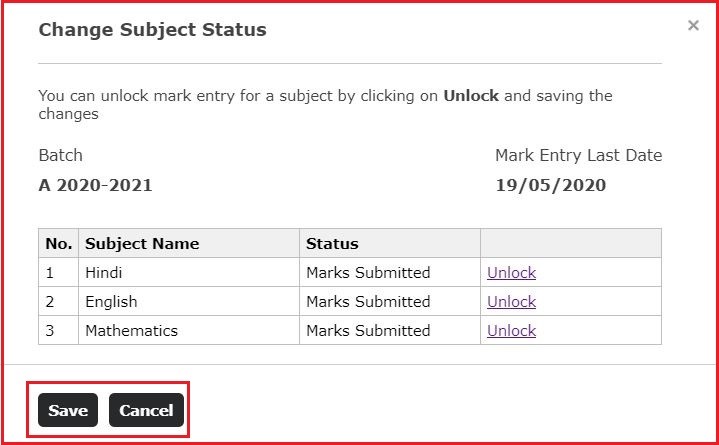 Change Subject Status ×
You can unlock mark entry for a subject by clicking on Unlock and saving the
changes
Batch Mark Entry Last Date
A 2020-2021 19/05/2020
No. Subject Name Status
1 Hindi Marks Submitted Unlock
2 English Marks Submitted Unlock
3 Mathematics Marks Submitted Unlock
Save Cancel